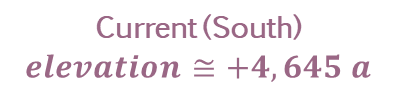 Current (South)
elevation ≅ +4,645 a